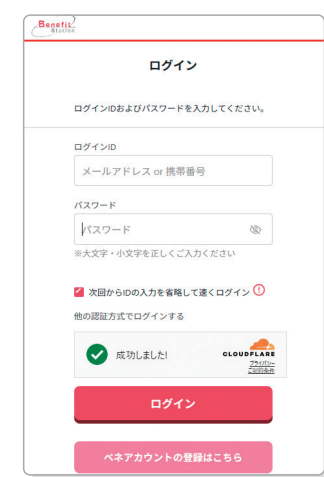 Benefit
Station
ログイン
ログインIDおよびパスワードを入力してください。
ログインID
メールアドレス or 携帯番号
パスワード
パスワード
※大文字・小文字を正しくご入力ください
次回からIDの入力を省略して速くログイン
他の認証方式でログインする
成功しました!
CLOUDFLARE
プライバシー
ご契約条件
ログイン
ベネアカウントの登録はこちら